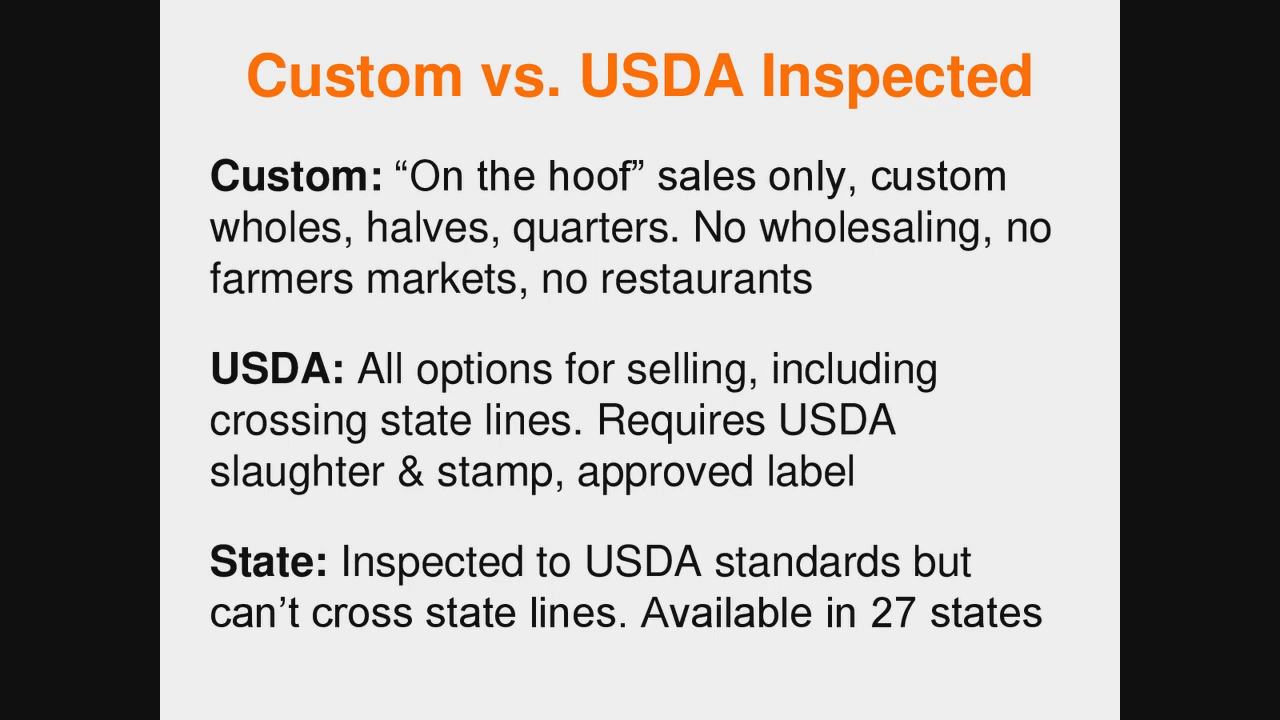 Custom vs. USDA Inspected
Custom: “On the hoof” sales only, custom
wholes, halves, quarters. No wholesaling, no
farmers markets, no restaurants
USDA: All options for selling, including
crossing state lines. Requires USDA
slaughter & stamp, approved label
State: Inspected to USDA standards but
can’t cross state lines. Available in 27 states